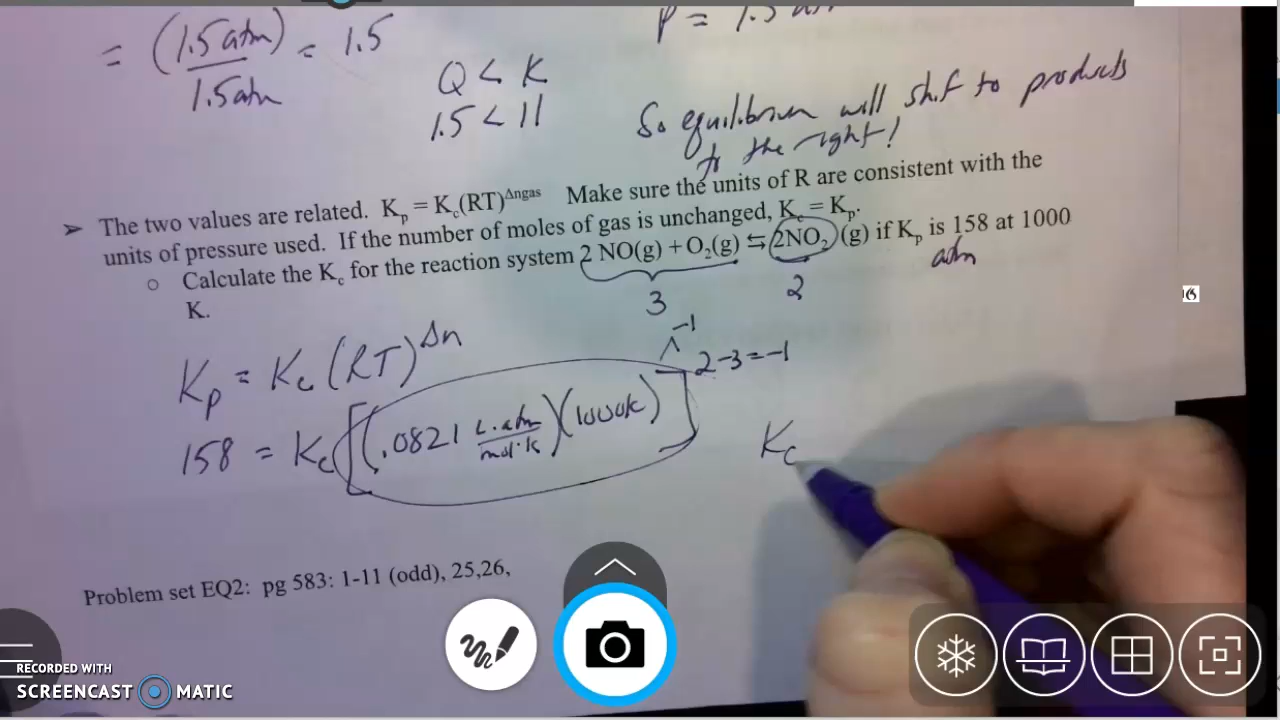 = (1.5 atm) / 1.5 atm = 1.5
P = 1.5 atm
Q < K
1.5 < 11
So equilibrium will shift to products
to the right!
➢ The two values are related. Kp = Kc(RT)^Δngas Make sure the units of R are consistent with the
units of pressure used. If the number of moles of gas is unchanged, Kc = Kp.
o Calculate the Kc for the reaction system 2 NO(g) + O2(g) ⇆ 2NO2 (g) if Kp is 158 at 1000
K.
atm
3
2
Kp = Kc (RT)^Δn
^ -1
2-3=-1
158 = Kc [(.0821 L·atm / mol·K)(1000K)]
Kc
Problem set EQ2: pg 583: 1-11 (odd), 25,26,
RECORDED WITH
SCREENCAST MATIC